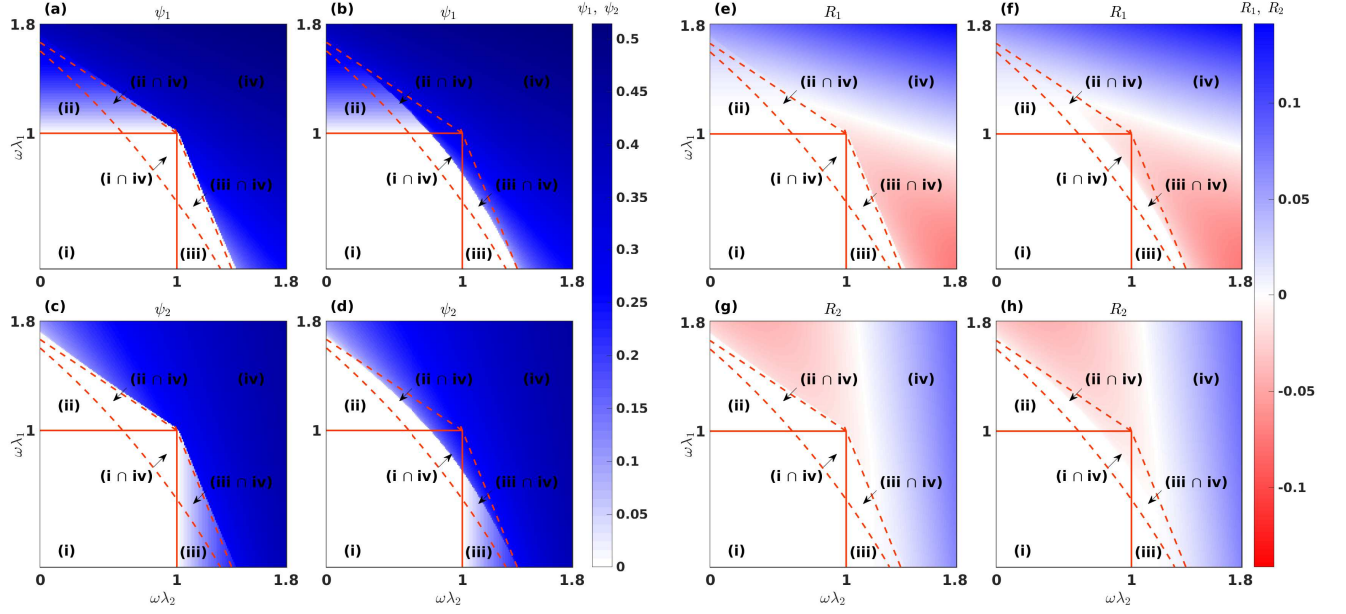 (a) ψ₁ (b) ψ₁ ψ₁, ψ₂ (e) R₁ (f) R₁ R₁, R₂
1.8 0.5 1.8
(ii ∩ iv) (iv) (ii ∩ iv) (iv) (ii ∩ iv) (iv) (ii ∩ iv) (iv)
0.45
(ii) (ii) (ii) (ii) 0.1
ωλ₁ 1 1 0.4 ωλ₁ 1 1
(i ∩ iv) (iii ∩ iv) (i ∩ iv) (iii ∩ iv) 0.35 (i ∩ iv) (iii ∩ iv) (i ∩ iv) (iii ∩ iv) 0.05
(i) (iii) (i) (iii) 0.3 (i) (iii) (i) (iii)
0 1 1.8 0 1 1.8 0 1 1.8 0 1 1.8 0
(c) ψ₂ (d) ψ₂ 0.25 (g) R₂ (h) R₂
1.8 1.8
0.2
(ii ∩ iv) (iv) (ii ∩ iv) (iv) (ii ∩ iv) (iv) (ii ∩ iv) (iv) -0.05
(ii) (ii) 0.15 (ii) (ii)
ωλ₁ 1 1 ωλ₁ 1 1
(i ∩ iv) (iii ∩ iv) (i ∩ iv) (iii ∩ iv) 0.1 (i ∩ iv) (iii ∩ iv) (i ∩ iv) (iii ∩ iv) -0.1
0.05
(i) (iii) (i) (iii) (i) (iii) (i) (iii)
0 1 1.8 0 1 1.8 0 0 1 1.8 0 1 1.8
ωλ₂ ωλ₂ ωλ₂ ωλ₂